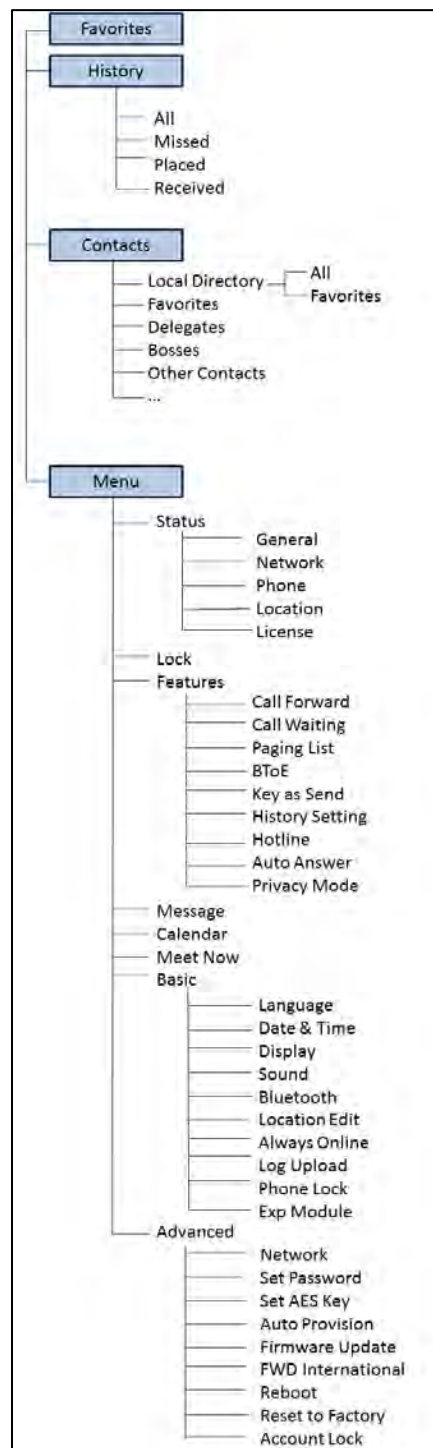 Favorites
History
All
Missed
Placed
Received
Contacts
Local Directory
All
Favorites
Favorites
Delegates
Bosses
Other Contacts
...
Menu
Status
General
Network
Phone
Location
License
Lock
Features
Call Forward
Call Waiting
Paging List
BToE
Key as Send
History Setting
Hotline
Auto Answer
Privacy Mode
Message
Calendar
Meet Now
Basic
Language
Date & Time
Display
Sound
Bluetooth
Location Edit
Always Online
Log Upload
Phone Lock
Exp Module
Advanced
Network
Set Password
Set AES Key
Auto Provision
Firmware Update
FWD International
Reboot
Reset to Factory
Account Lock